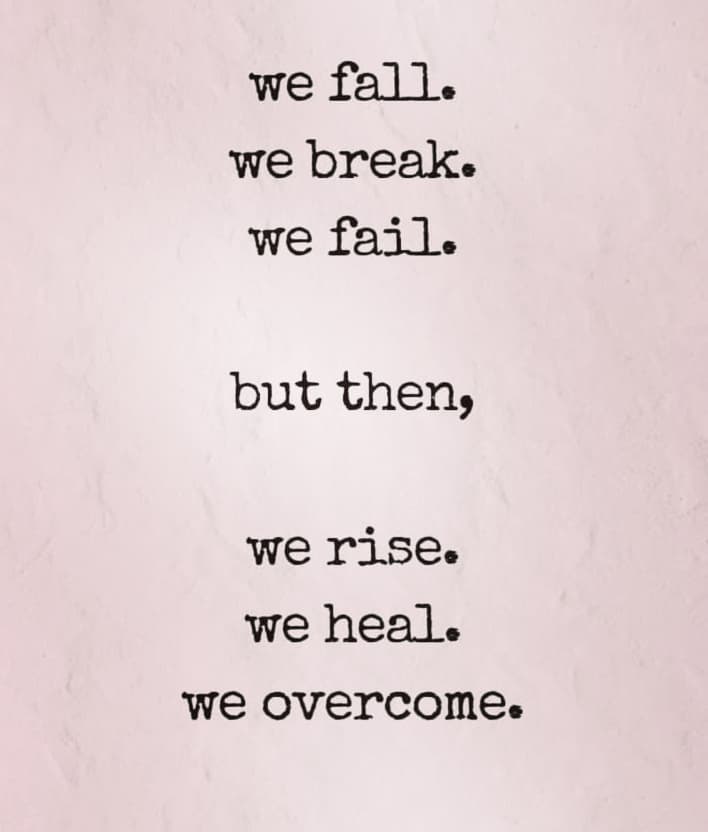 we fall.
we break.
we fail.
but then,
we rise.
we heal.
we overcome.